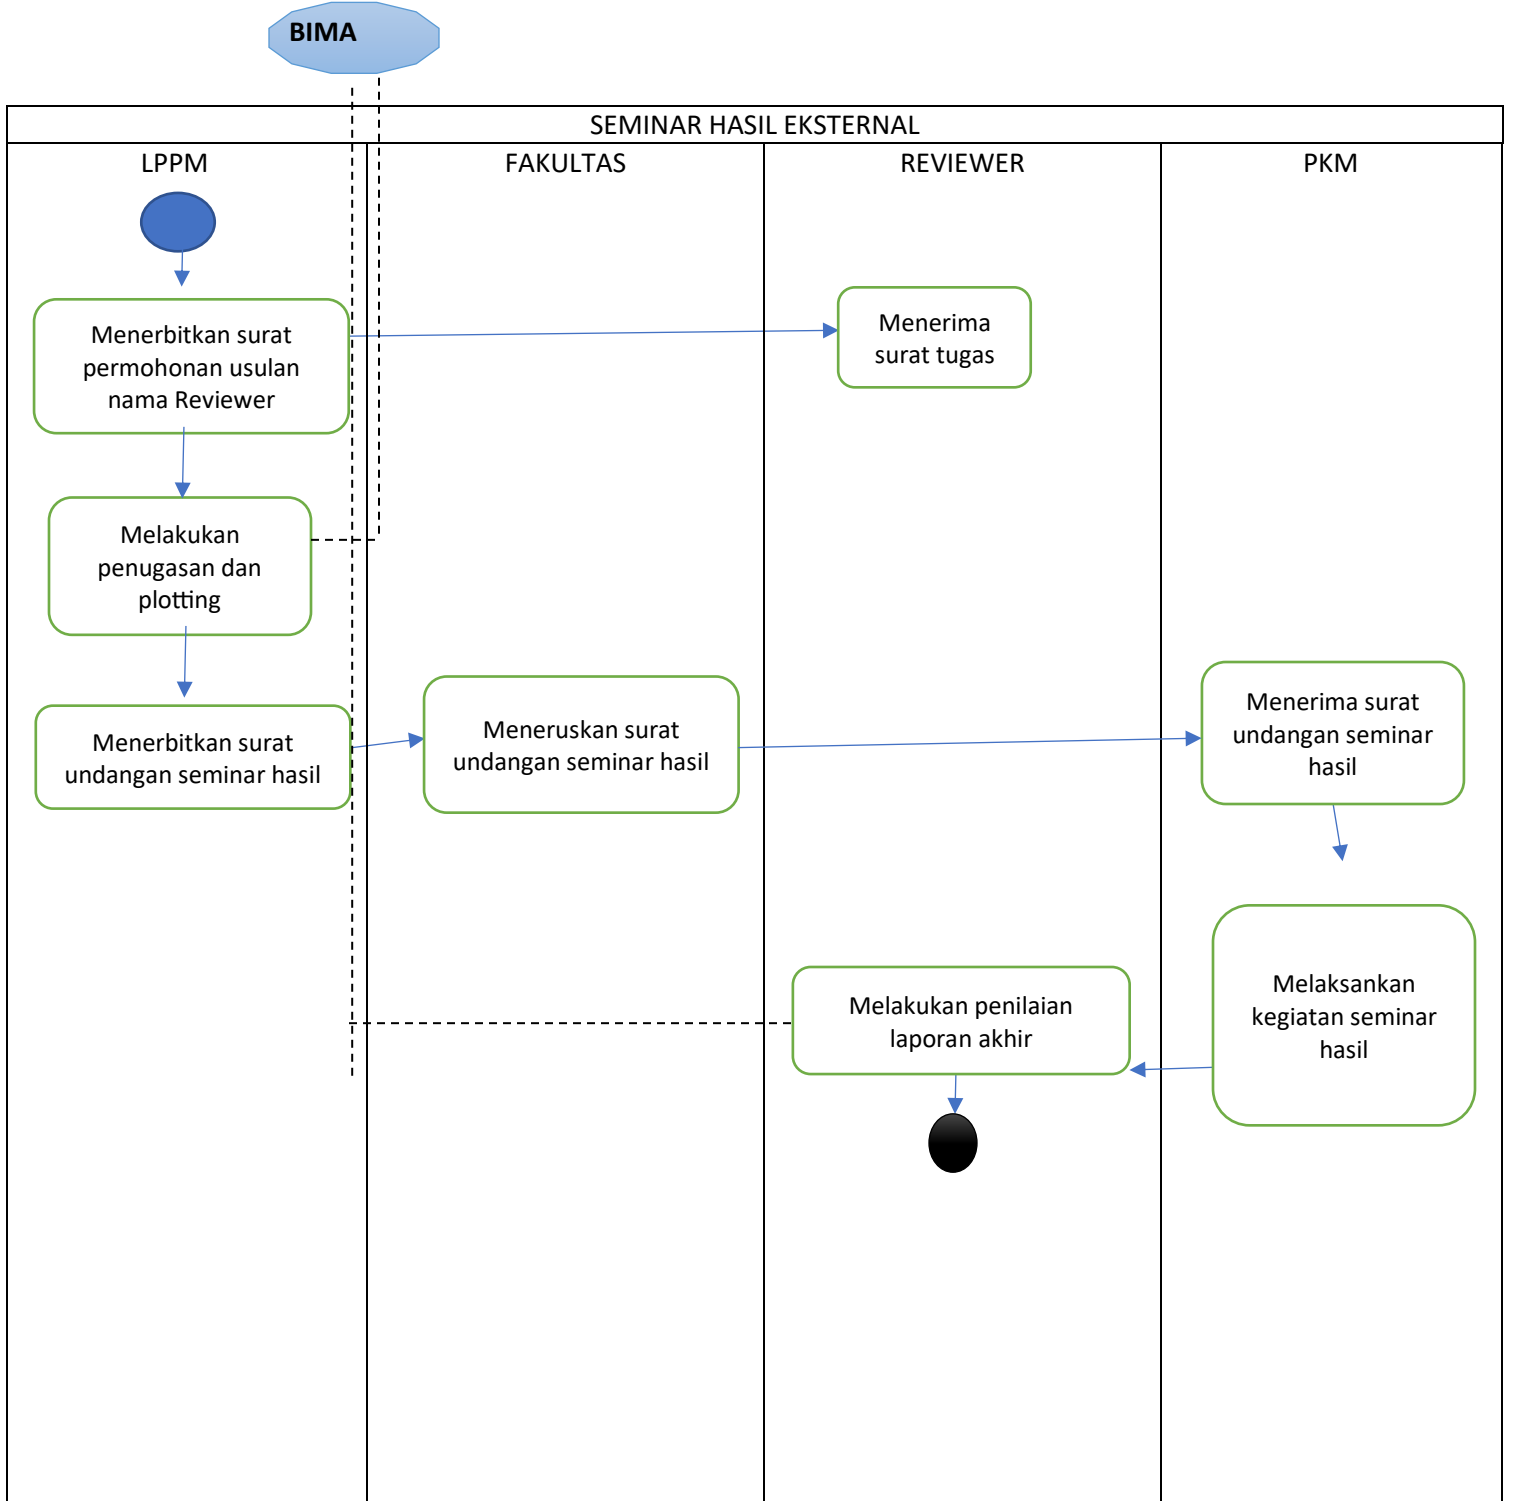 BIMA
SEMINAR HASIL EKSTERNAL
LPPM
FAKULTAS
REVIEWER
PKM
Menerbitkan surat
permohonan usulan
nama Reviewer
Menerima
surat tugas
Melakukan
penugasan dan
plotting
Menerbitkan surat
undangan seminar hasil
Meneruskan surat
undangan seminar hasil
Menerima surat
undangan seminar
hasil
Melakukan penilaian
laporan akhir
Melaksankan
kegiatan seminar
hasil